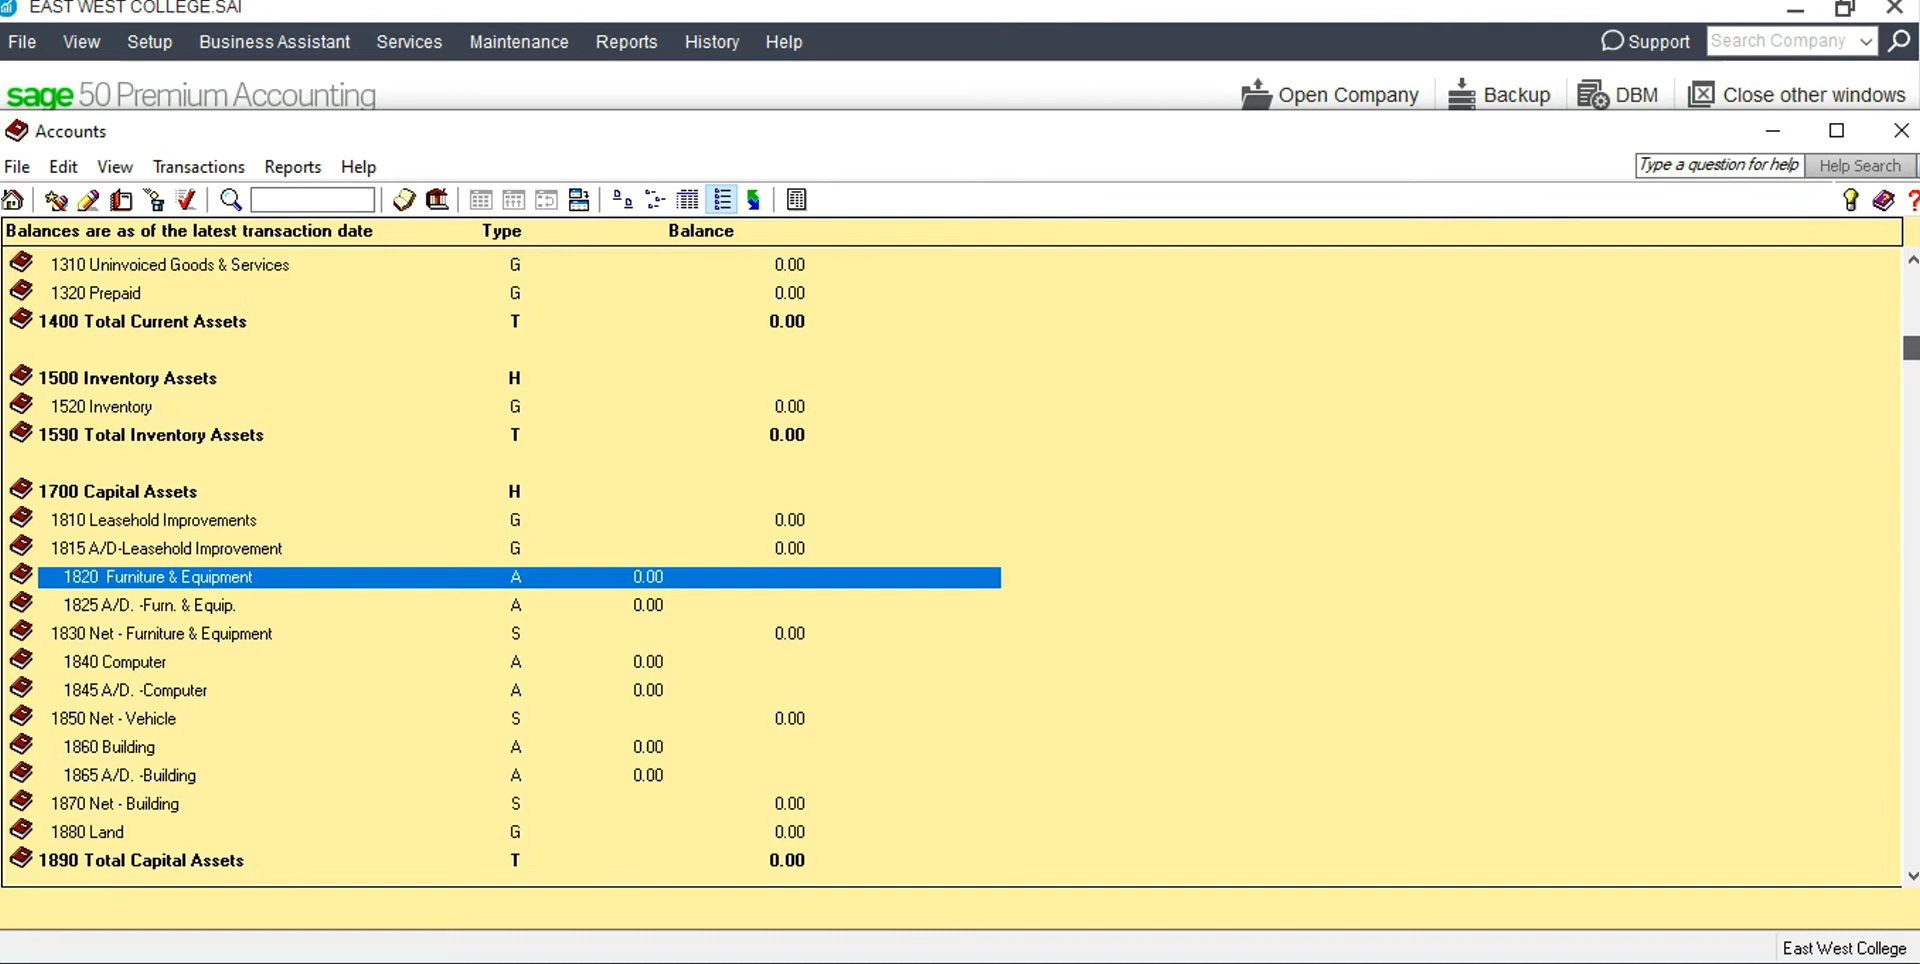 EAST WEST COLLEGE.SAI
File View Setup Business Assistant Services Maintenance Reports History Help Support Search Company
sage 50 Premium Accounting Open Company Backup DBM Close other windows
Accounts
File Edit View Transactions Reports Help Type a question for help Help Search
Balances are as of the latest transaction date Type Balance
1310 Uninvoiced Goods & Services G 0.00
1320 Prepaid G 0.00
1400 Total Current Assets T 0.00
1500 Inventory Assets H
1520 Inventory G 0.00
1590 Total Inventory Assets T 0.00
1700 Capital Assets H
1810 Leasehold Improvements G 0.00
1815 A/D-Leasehold Improvement G 0.00
1820 Furniture & Equipment A 0.00
1825 A/D. -Furn. & Equip. A 0.00
1830 Net - Furniture & Equipment S 0.00
1840 Computer A 0.00
1845 A/D. -Computer A 0.00
1850 Net - Vehicle S 0.00
1860 Building A 0.00
1865 A/D. -Building A 0.00
1870 Net - Building S 0.00
1880 Land G 0.00
1890 Total Capital Assets T 0.00
East West College